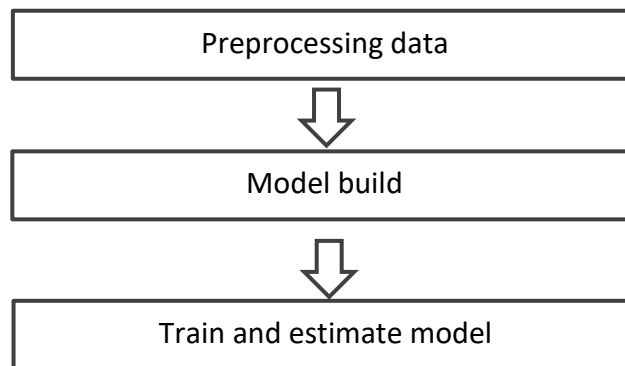 Preprocessing data
Model build
Train and estimate model